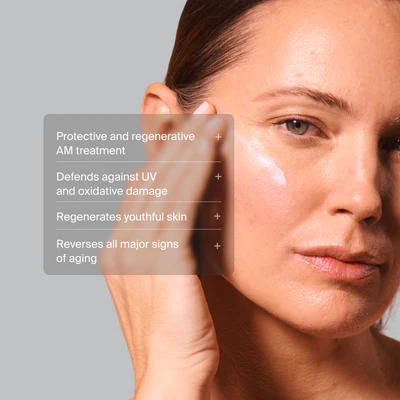 Protective and regenerative +
AM treatment
Defends against UV +
and oxidative damage
Regenerates youthful skin +
Reverses all major signs +
of aging